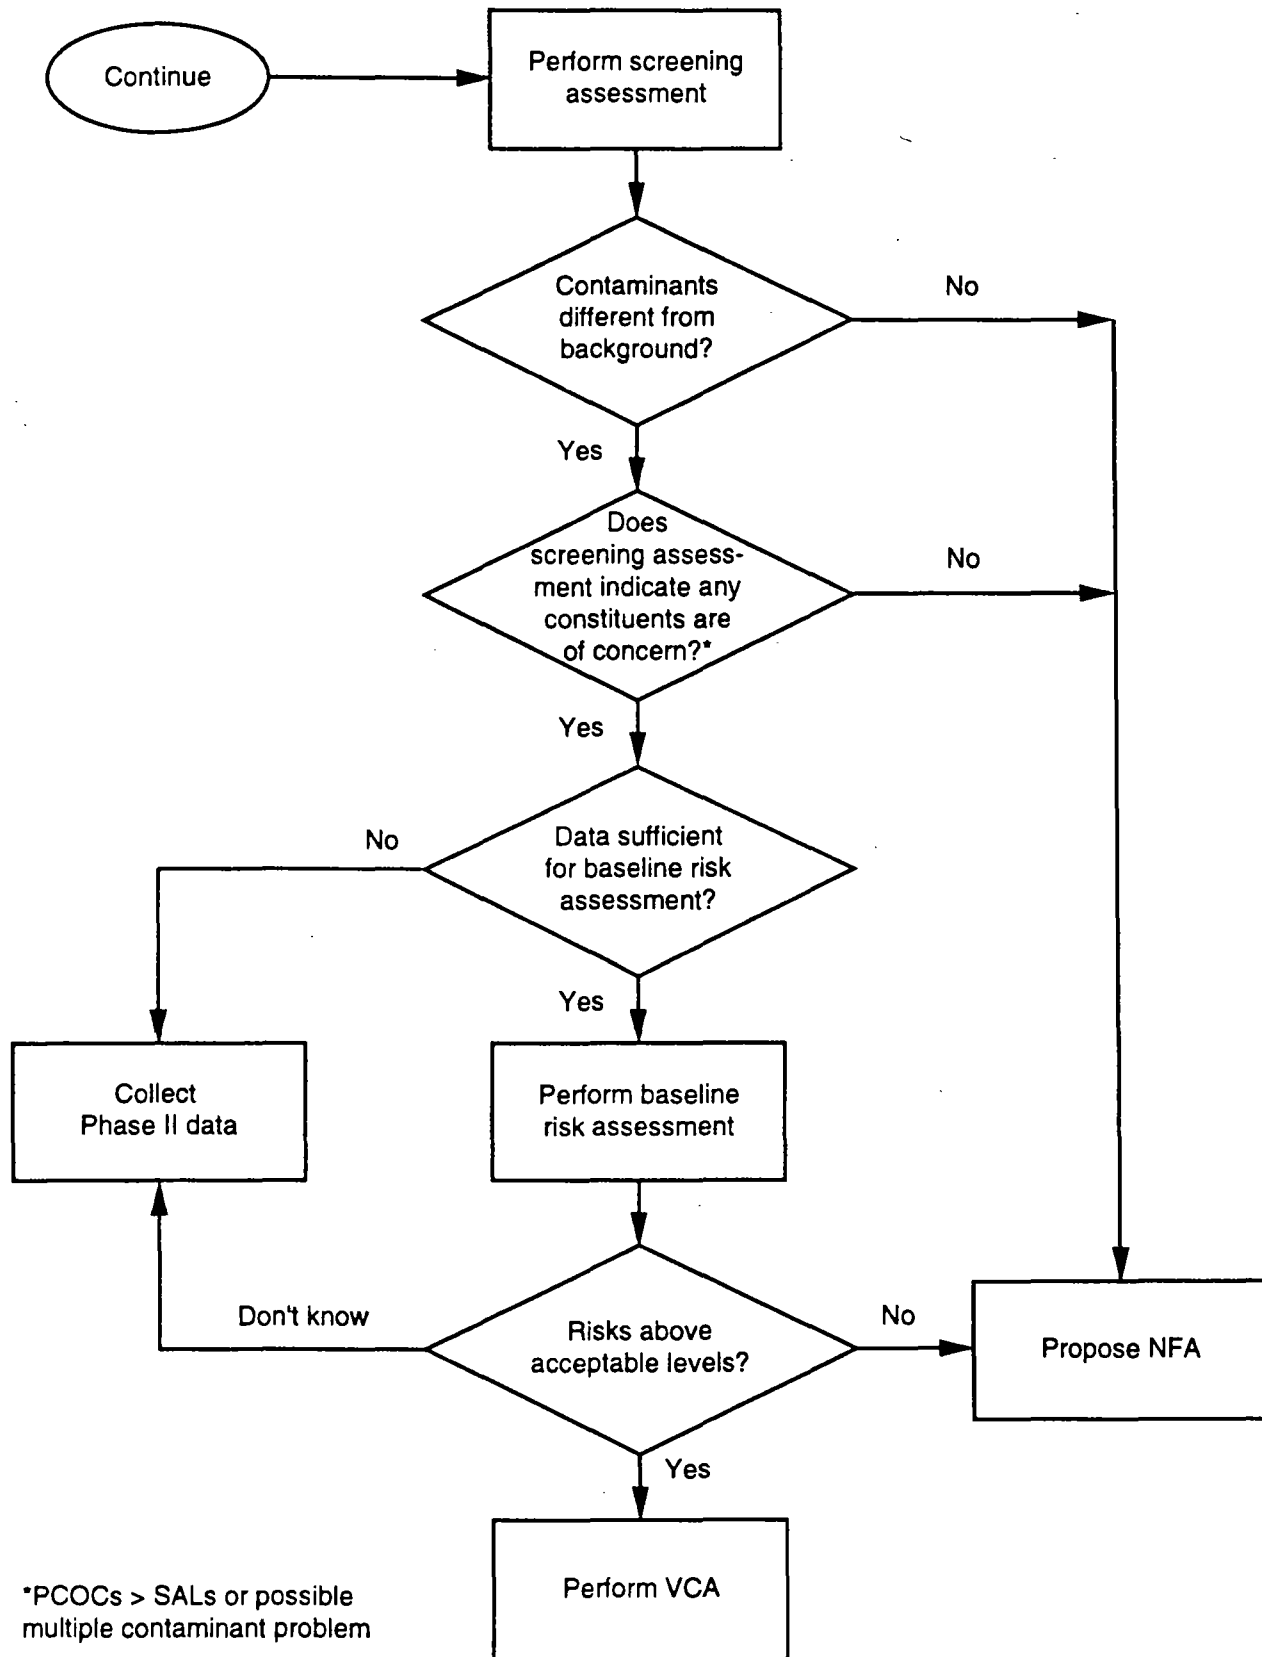 Continue
Perform screening
assessment
Contaminants
different from
background?
No
Yes
Does
screening assess-
ment indicate any
constituents are
of concern?*
No
Yes
Data sufficient
for baseline risk
assessment?
No
Yes
Collect
Phase II data
Perform baseline
risk assessment
Don't know
Risks above
acceptable levels?
No
Propose NFA
Yes
Perform VCA
*PCOCs > SALs or possible
multiple contaminant problem